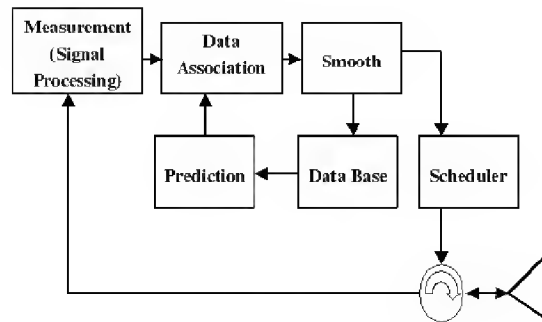 Measurement
(Signal
Processing)
Data
Association
Smooth
Prediction
Data Base
Scheduler